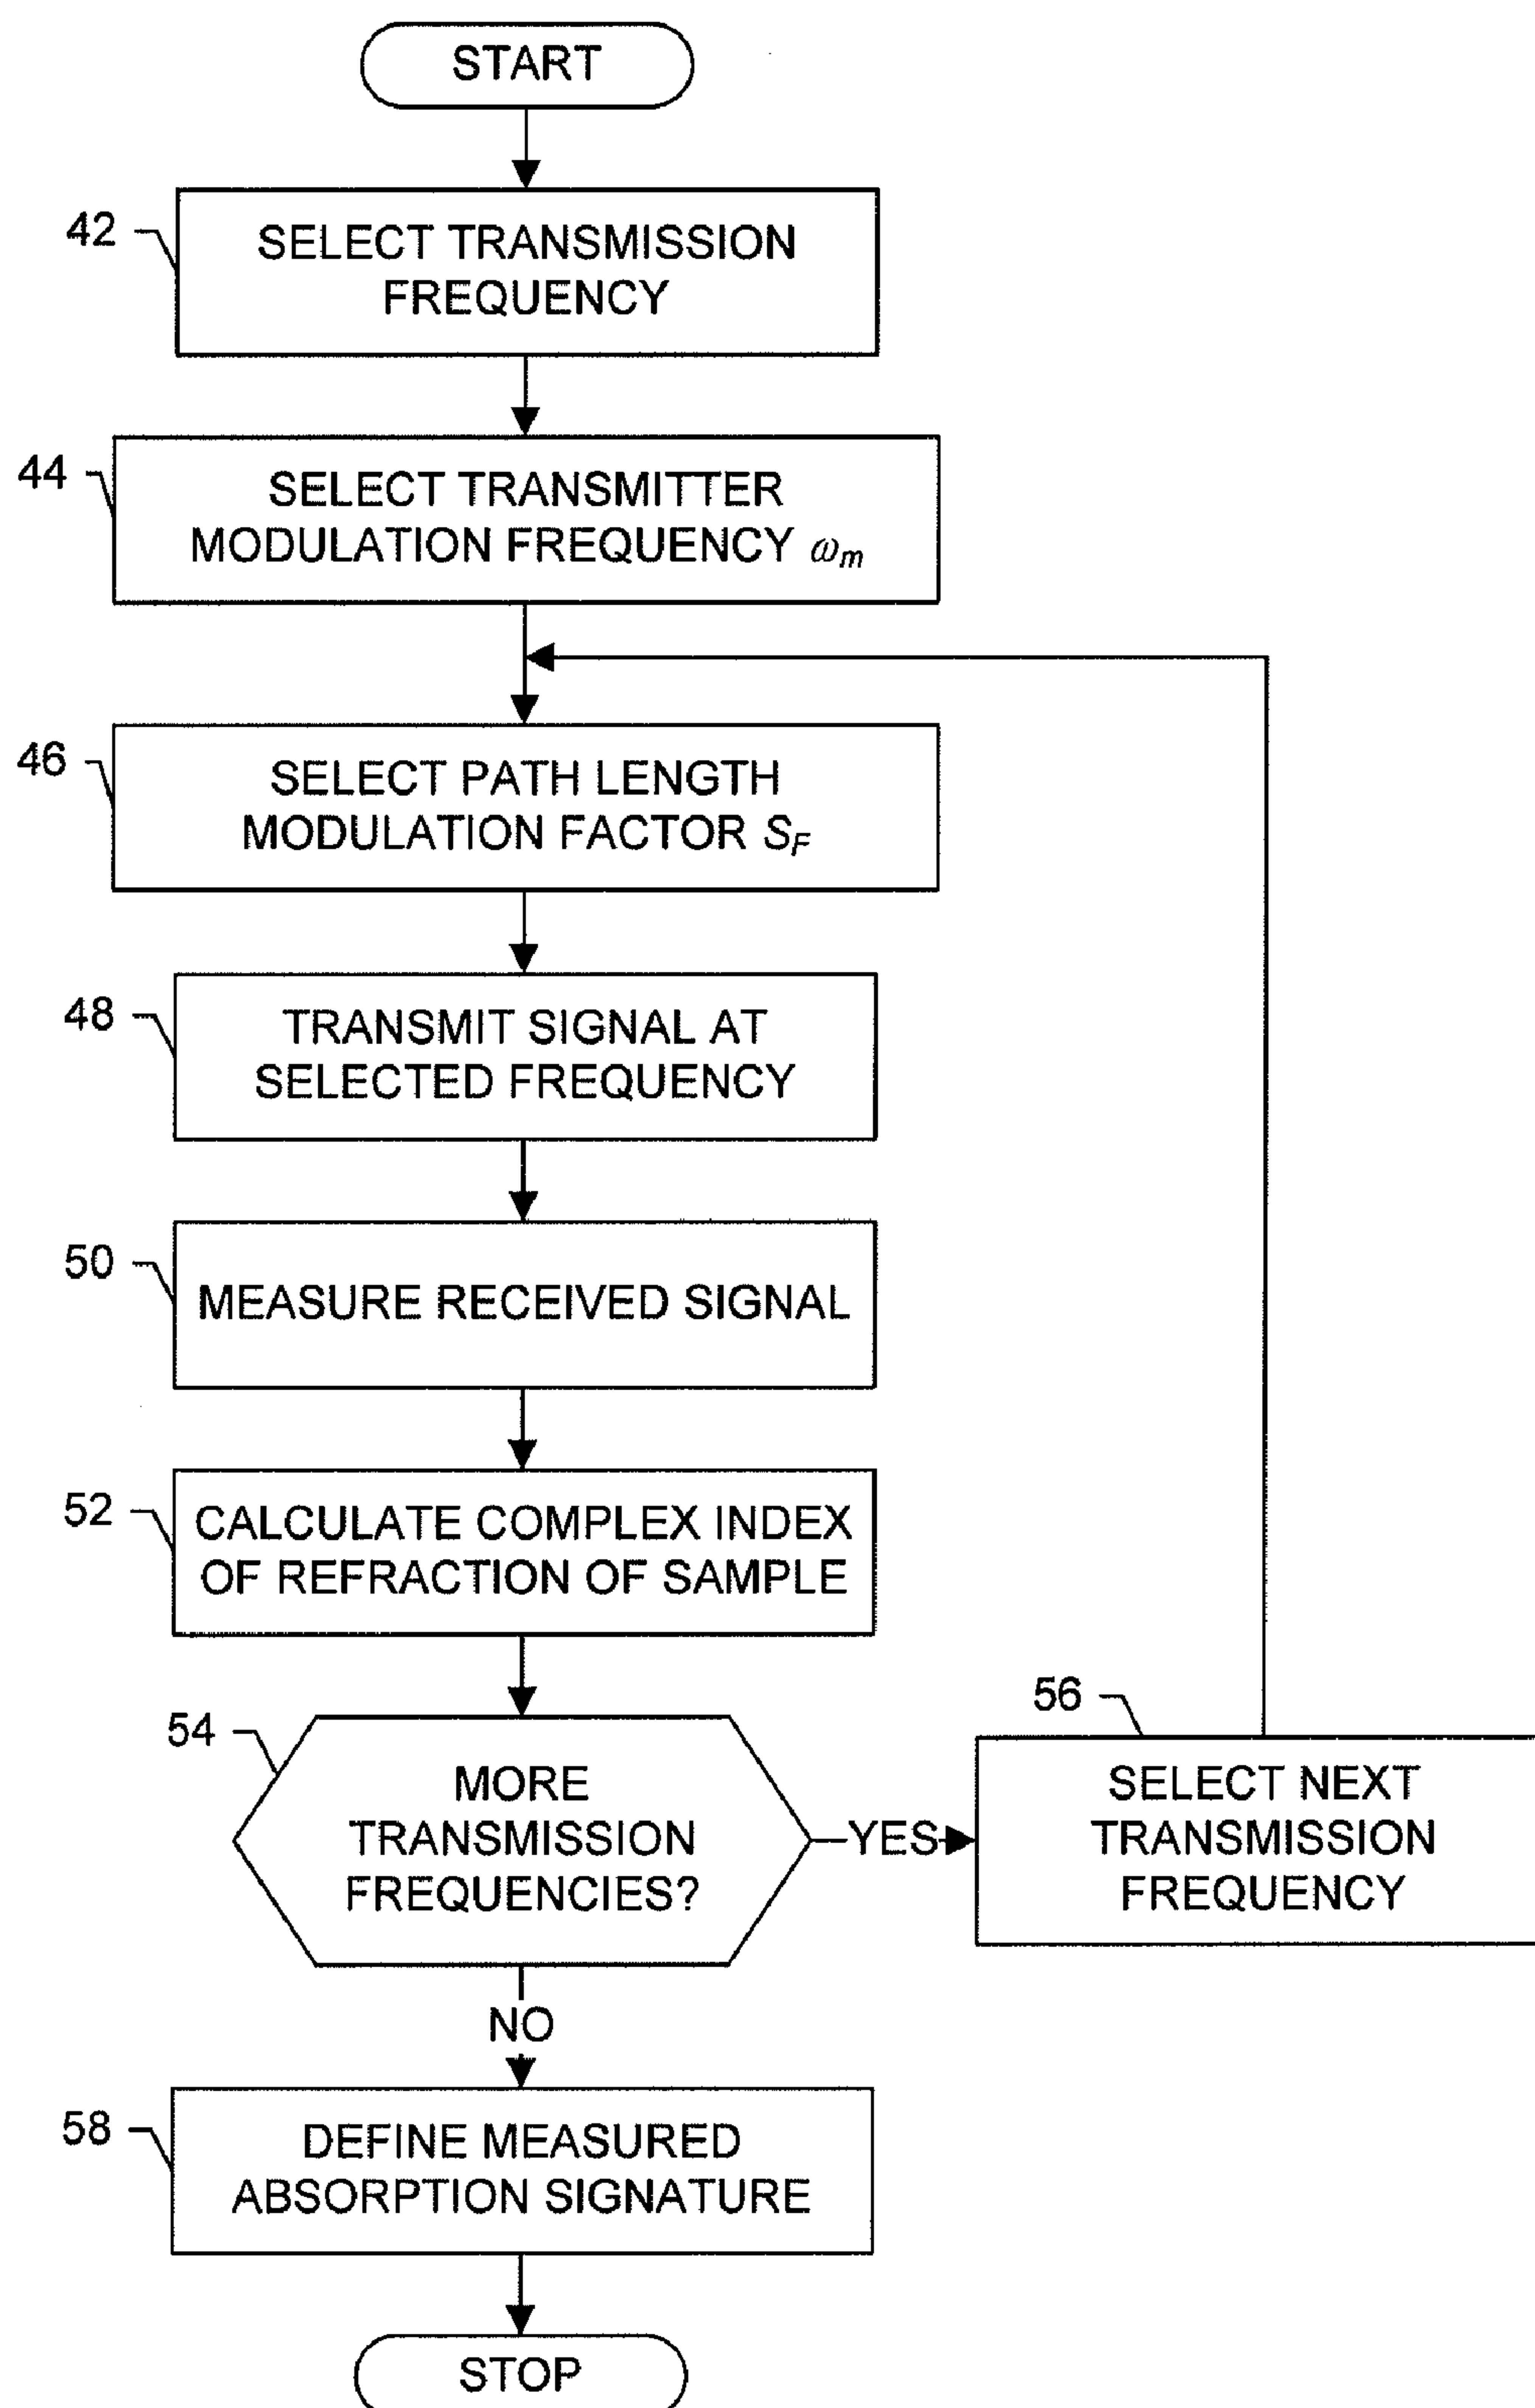 START
42
SELECT TRANSMISSION
FREQUENCY
44
SELECT TRANSMITTER
MODULATION FREQUENCY ωm
46
SELECT PATH LENGTH
MODULATION FACTOR SF
48
TRANSMIT SIGNAL AT
SELECTED FREQUENCY
50
MEASURE RECEIVED SIGNAL
52
CALCULATE COMPLEX INDEX
OF REFRACTION OF SAMPLE
54
MORE
TRANSMISSION
FREQUENCIES?
YES
56
SELECT NEXT
TRANSMISSION
FREQUENCY
NO
58
DEFINE MEASURED
ABSORPTION SIGNATURE
STOP